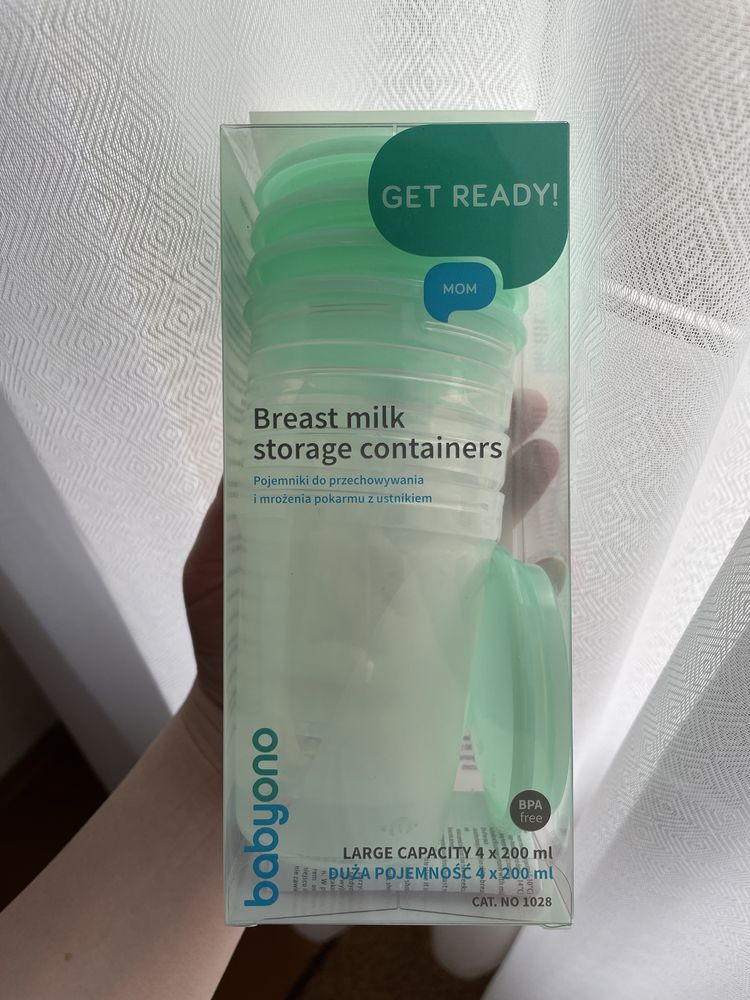 GET READY!
MOM
Breast milk
storage containers
Pojemniki do przechowywania
i mrożenia pokarmu z ustnikiem
babyono
BPA
free
LARGE CAPACITY 4 x 200 ml
DUŻA POJEMNOŚĆ 4 x 200 ml
CAT. NO 1028